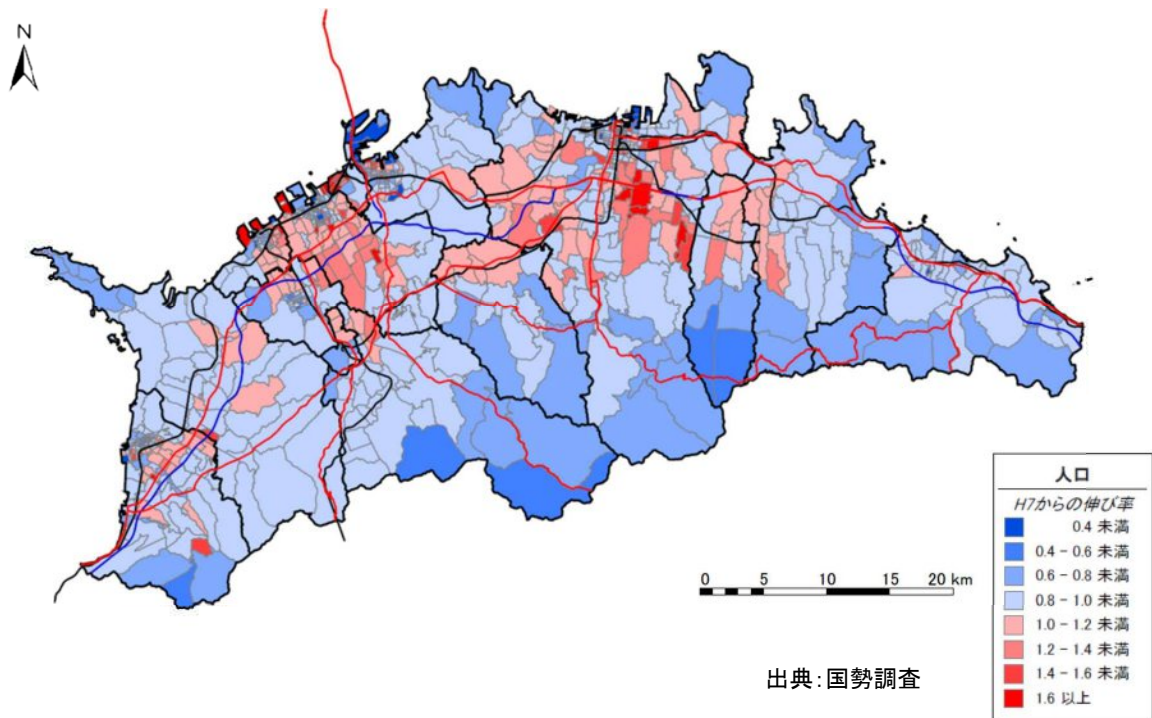 N
0 5 10 15 20 km
出典:国勢調査
人口
H7からの伸び率
0.4 未満
0.4 - 0.6 未満
0.6 - 0.8 未満
0.8 - 1.0 未満
1.0 - 1.2 未満
1.2 - 1.4 未満
1.4 - 1.6 未満
1.6 以上